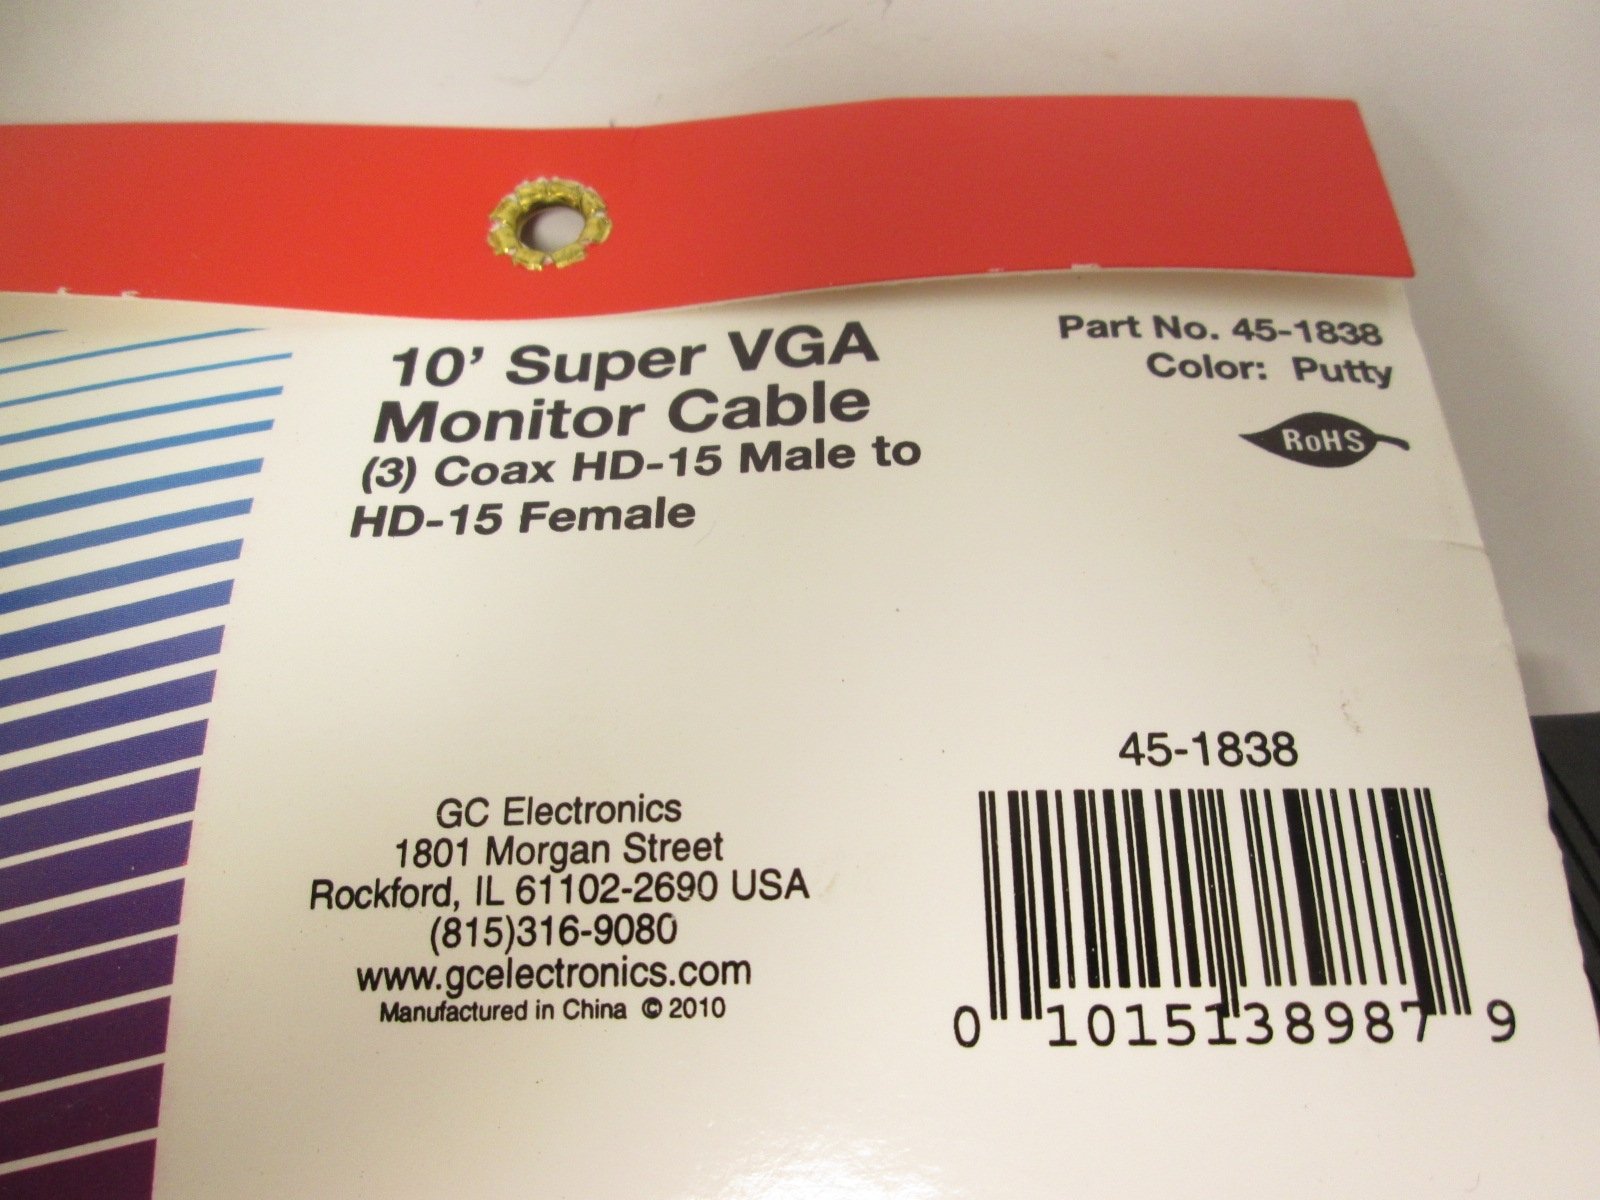 10' Super VGA
Monitor Cable
(3) Coax HD-15 Male to
HD-15 Female
Part No. 45-1838
Color: Putty
RoHS
GC Electronics
1801 Morgan Street
Rockford, IL 61102-2690 USA
(815)316-9080
www.gcelectronics.com
Manufactured in China © 2010
45-1838
0 10151 38987 9